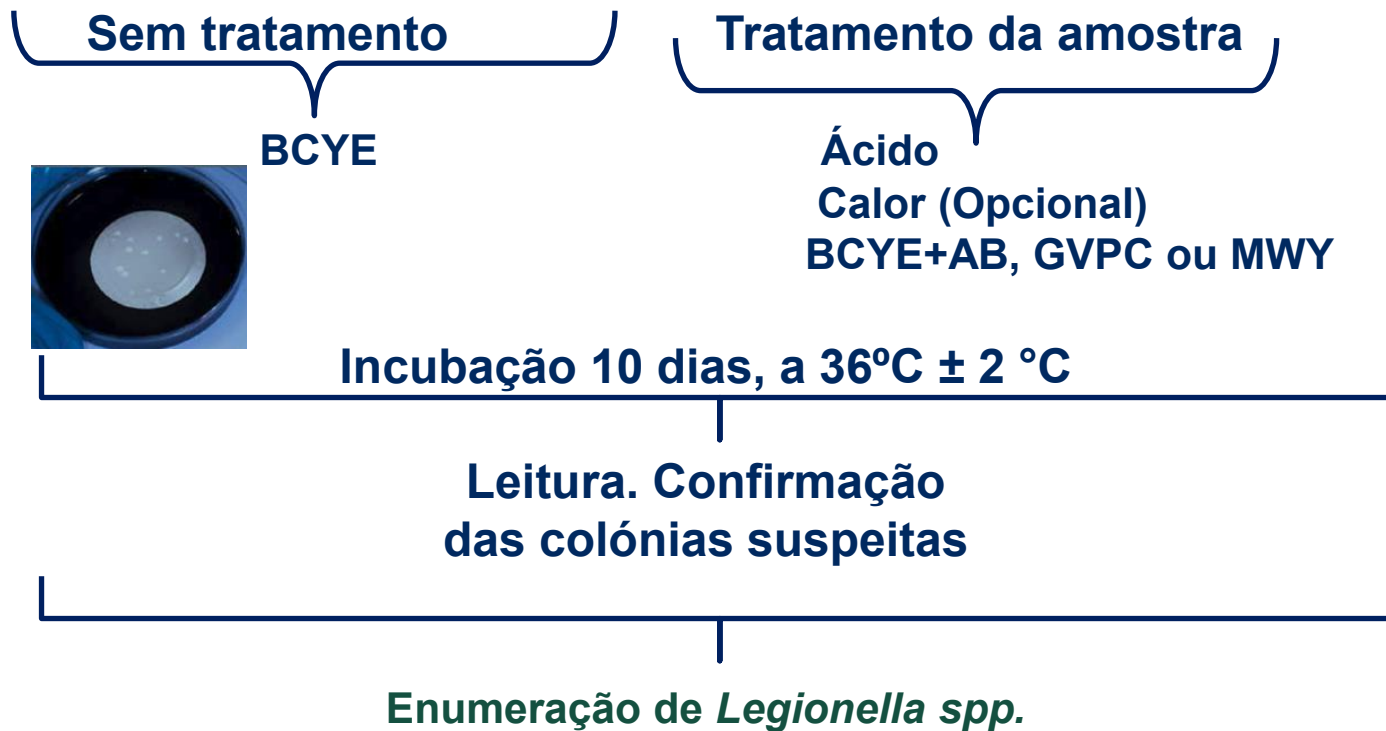 Sem tratamento
Tratamento da amostra
BCYE
Ácido
Calor (Opcional)
BCYE+AB, GVPC ou MWY
Incubação 10 dias, a 36ºC ± 2 °C
Leitura. Confirmação
das colónias suspeitas
Enumeração de Legionella spp.